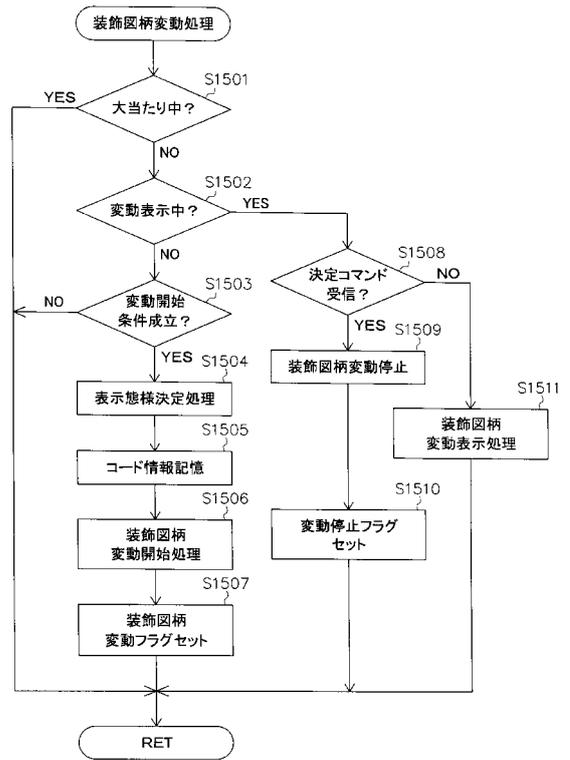 装飾図柄変動処理
S1501
大当たり中？
YES
NO
S1502
変動表示中？
YES
NO
S1503
変動開始
条件成立？
NO
YES
S1504
表示態様決定処理
S1505
コード情報記憶
S1506
装飾図柄
変動開始処理
S1507
装飾図柄
変動フラグセット
S1508
決定コマンド
受信？
NO
YES
S1509
装飾図柄変動停止
S1510
変動停止フラグ
セット
S1511
装飾図柄
変動表示処理
RET